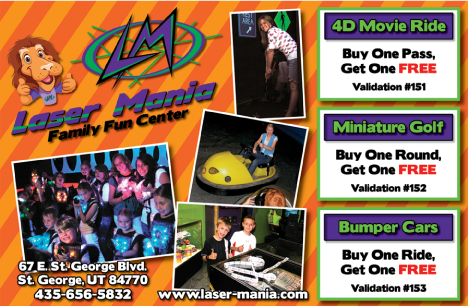 LM
Laser Mania
Family Fun Center
67 E. St. George Blvd.
St. George, UT 84770
435-656-5832
www.laser-mania.com
4D Movie Ride
Buy One Pass,
Get One FREE
Validation #151
Miniature Golf
Buy One Round,
Get One FREE
Validation #152
Bumper Cars
Buy One Ride,
Get One FREE
Validation #153